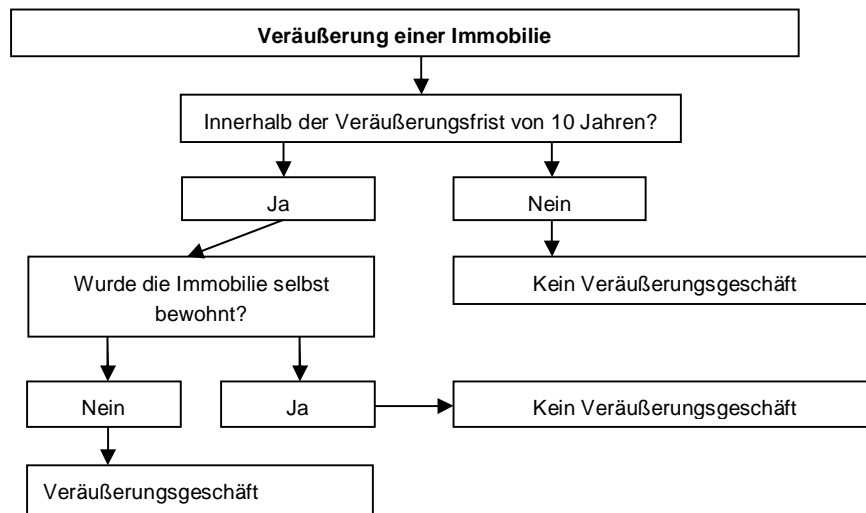 Veräußerung einer Immobilie
Innerhalb der Veräußerungsfrist von 10 Jahren?
Ja
Nein
Wurde die Immobilie selbst
bewohnt?
Kein Veräußerungsgeschäft
Nein
Ja
Kein Veräußerungsgeschäft
Veräußerungsgeschäft